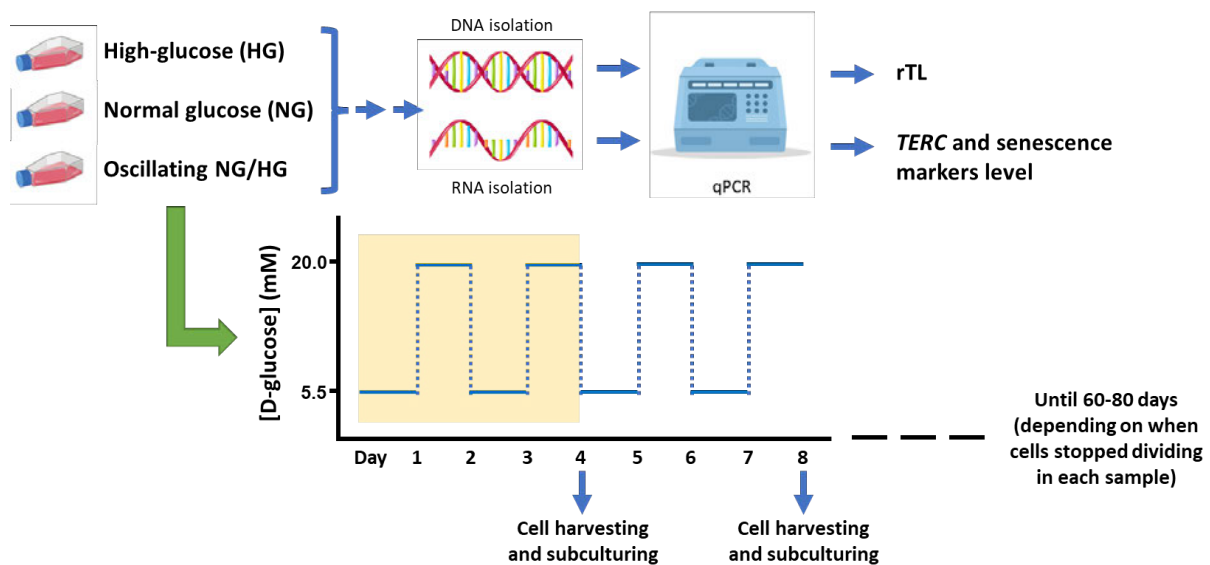 High-glucose (HG)
Normal glucose (NG)
Oscillating NG/HG
DNA isolation
RNA isolation
qPCR
rTL
TERC and senescence
markers level
[D-glucose] (mM)
20.0
5.5
Day 1 2 3 4 5 6 7 8
Cell harvesting
and subculturing
Cell harvesting
and subculturing
Until 60-80 days
(depending on when
cells stopped dividing
in each sample)